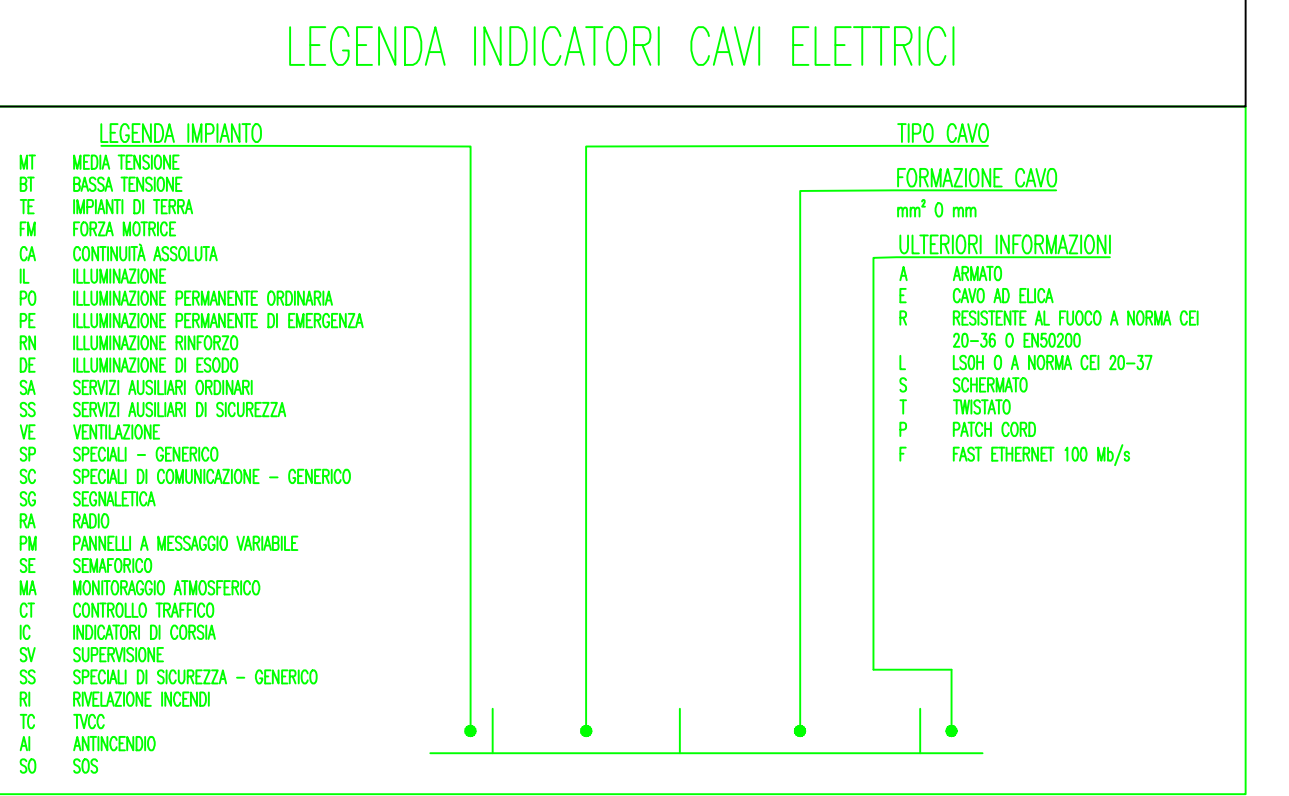 LEGENDA INDICATORI CAVI ELETTRICI
LEGENDA IMPIANTO
MT MEDIA TENSIONE
BT BASSA TENSIONE
TE IMPIANTI DI TERRA
FM FORZA MOTRICE
CA CONTINUITÀ ASSOLUTA
IL ILLUMINAZIONE
PO ILLUMINAZIONE PERMANENTE ORDINARIA
PE ILLUMINAZIONE PERMANENTE DI EMERGENZA
RN ILLUMINAZIONE RINFORZO
DE ILLUMINAZIONE DI ESODO
SA SERVIZI AUSILIARI ORDINARI
SS SERVIZI AUSILIARI DI SICUREZZA
VE VENTILAZIONE
SP SPECIALI – GENERICO
SC SPECIALI DI COMUNICAZIONE – GENERICO
SG SEGNALETICA
RA RADIO
PM PANNELLI A MESSAGGIO VARIABILE
SE SEMAFORICO
MA MONITORAGGIO ATMOSFERICO
CT CONTROLLO TRAFFICO
IC INDICATORI DI CORSIA
SV SUPERVISIONE
SS SPECIALI DI SICUREZZA – GENERICO
RI RIVELAZIONE INCENDI
TC TVCC
AI ANTINCENDIO
SO SOS
TIPO CAVO
FORMAZIONE CAVO
mm² O mm
ULTERIORI INFORMAZIONI
A ARMATO
E CAVO AD ELICA
R RESISTENTE AL FUOCO A NORMA CEI
20–36 O EN50200
L LS0H O A NORMA CEI 20–37
S SCHERMATO
T TWISTATO
P PATCH CORD
F FAST ETHERNET 100 Mb/s